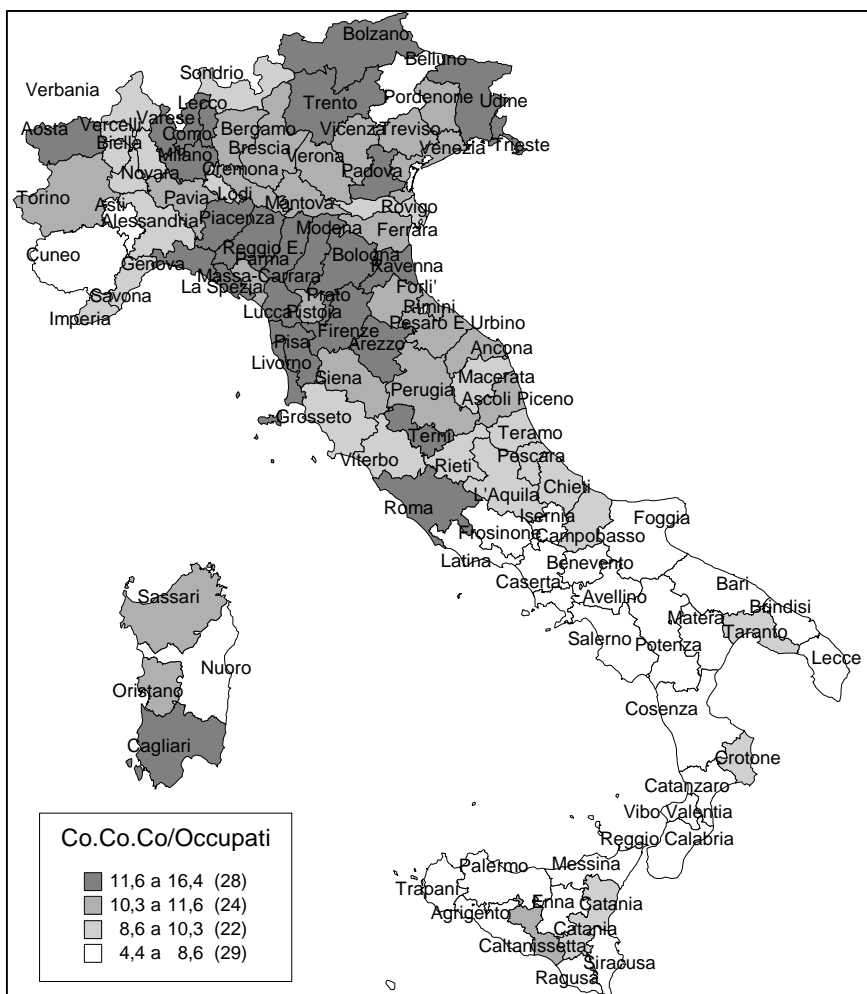 Bolzano
Belluno
Sondrio
Verbania
Lecco
Trento
Pordenone
Udine
Aosta
Vercelli
Varese
Como
Bergamo
Vicenza
Treviso
Biella
Milano
Brescia
Verona
Venezia
Trieste
Novara
Cremona
Padova
Torino
Asti
Pavia
Lodi
Mantova
Rovigo
Alessandria
Piacenza
Modena
Ferrara
Cuneo
Genova
Reggio E
Parma
Bologna
Ravenna
Massa-Carrara
La Spezia
Savona
Prato
Forli'
Imperia
Lucca
Pistoia
Rimini
Firenze
Pesaro E Urbino
Pisa
Arezzo
Ancona
Livorno
Siena
Perugia
Macerata
Ascoli Piceno
Grosseto
Terni
Teramo
Viterbo
Rieti
Pescara
L'Aquila
Chieti
Roma
Isernia
Foggia
Frosinone
Campobasso
Latina
Benevento
Caserta
Bari
Avellino
Brindisi
Sassari
Salerno
Matera
Potenza
Taranto
Lecce
Nuoro
Oristano
Cosenza
Cagliari
Crotone
Catanzaro
Vibo Valentia
Reggio Calabria
Messina
Palermo
Trapani
Agrigento
Enna
Catania
Catania
Caltanissetta
Siracusa
Ragusa
Co.Co.Co/Occupati
11,6 a 16,4 (28)
10,3 a 11,6 (24)
8,6 a 10,3 (22)
4,4 a 8,6 (29)